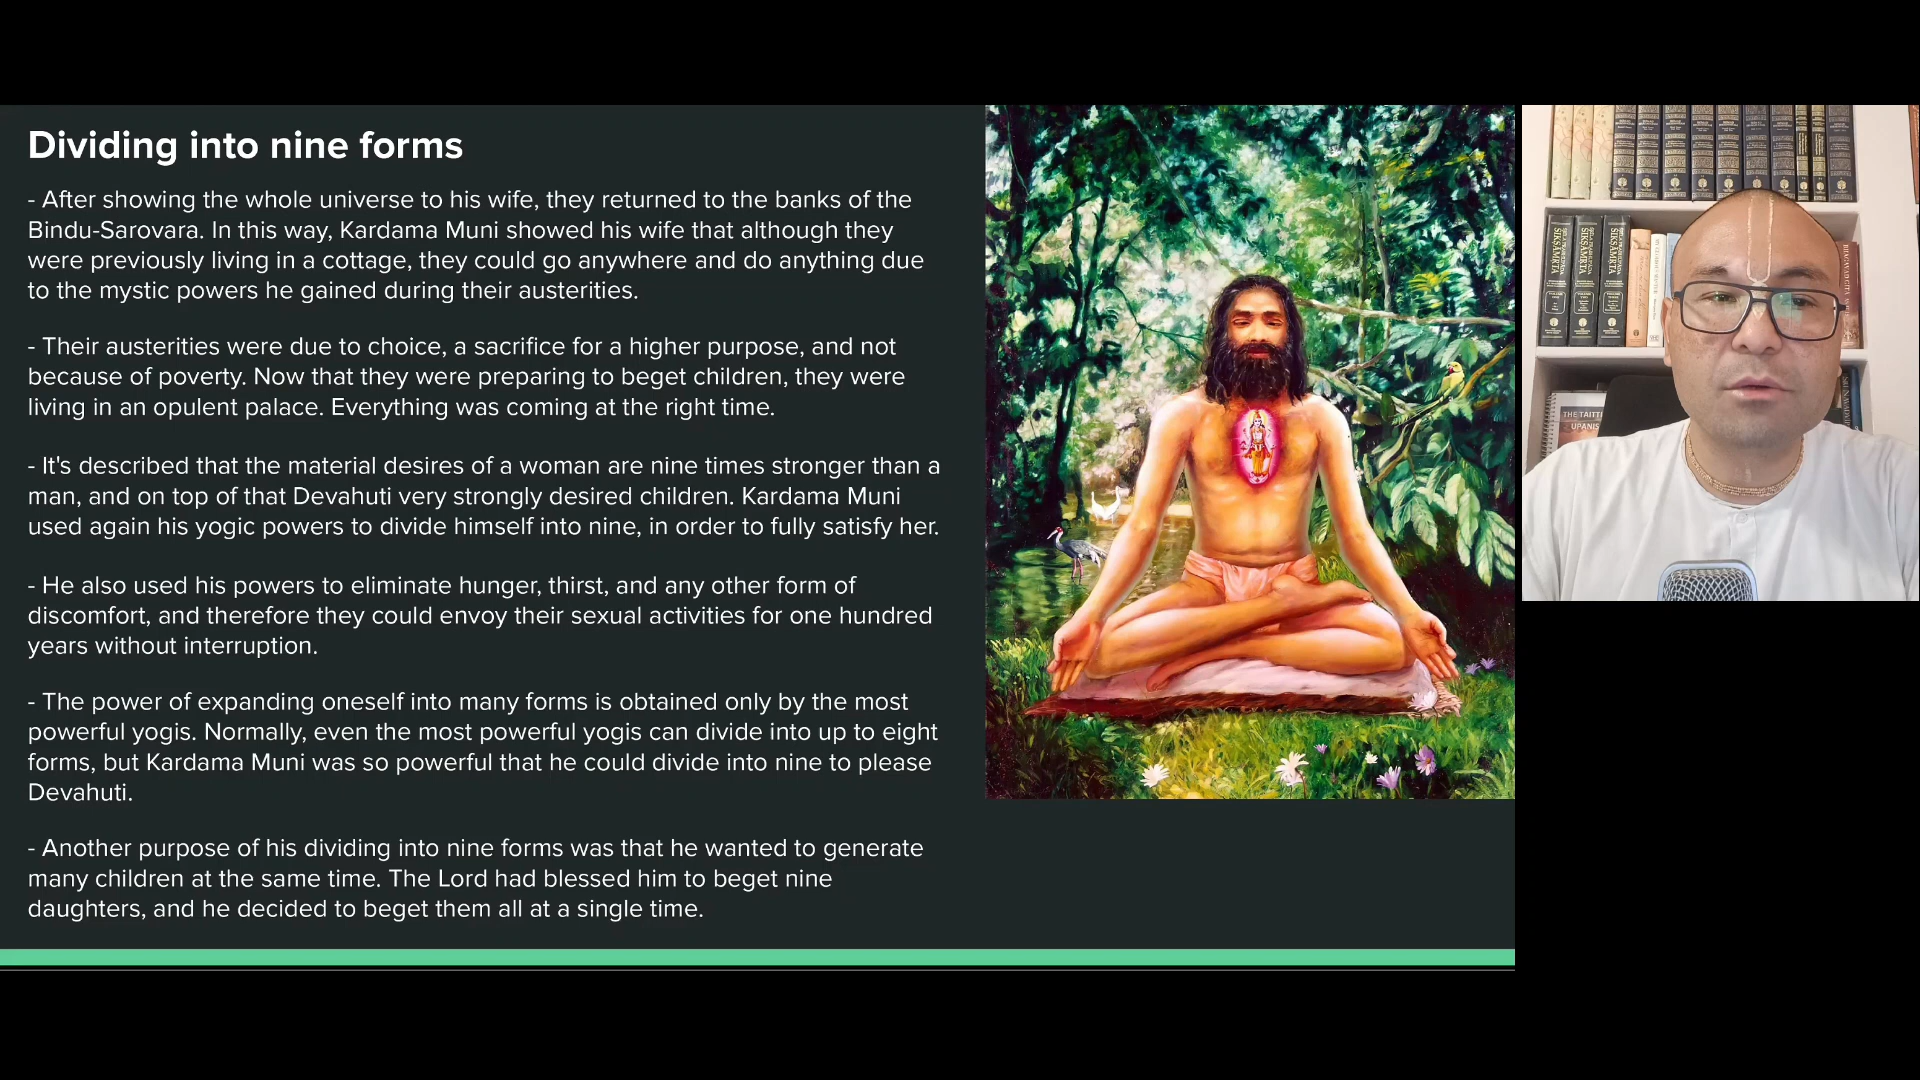 Dividing into nine forms
- After showing the whole universe to his wife, they returned to the banks of the
Bindu-Sarovara. In this way, Kardama Muni showed his wife that although they
were previously living in a cottage, they could go anywhere and do anything due
to the mystic powers he gained during their austerities.
- Their austerities were due to choice, a sacrifice for a higher purpose, and not
because of poverty. Now that they were preparing to beget children, they were
living in an opulent palace. Everything was coming at the right time.
- It's described that the material desires of a woman are nine times stronger than a
man, and on top of that Devahuti very strongly desired children. Kardama Muni
used again his yogic powers to divide himself into nine, in order to fully satisfy her.
- He also used his powers to eliminate hunger, thirst, and any other form of
discomfort, and therefore they could envoy their sexual activities for one hundred
years without interruption.
- The power of expanding oneself into many forms is obtained only by the most
powerful yogis. Normally, even the most powerful yogis can divide into up to eight
forms, but Kardama Muni was so powerful that he could divide into nine to please
Devahuti.
- Another purpose of his dividing into nine forms was that he wanted to generate
many children at the same time. The Lord had blessed him to beget nine
daughters, and he decided to beget them all at a single time.
ŚIKṢĀMṚTA
ŚIKṢĀMṚTA
ŚIKṢĀMṚTA
THE TAITTI
UPANIS